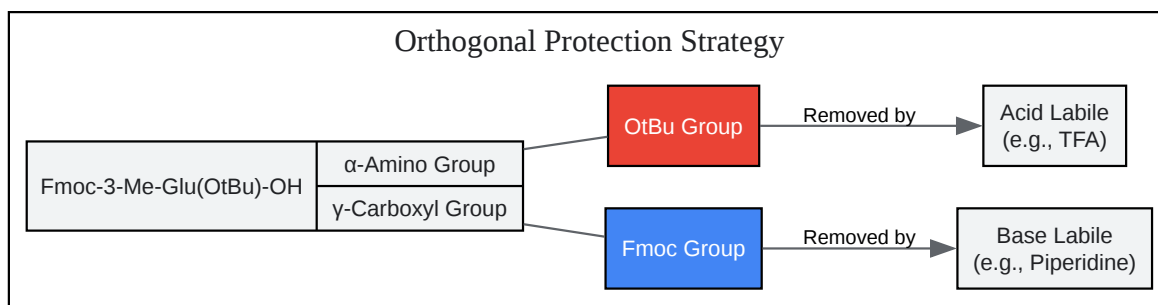 Orthogonal Protection Strategy
Fmoc-3-Me-Glu(OtBu)-OH
α-Amino Group
γ-Carboxyl Group
OtBu Group
Removed by
Acid Labile
(e.g., TFA)
Fmoc Group
Removed by
Base Labile
(e.g., Piperidine)